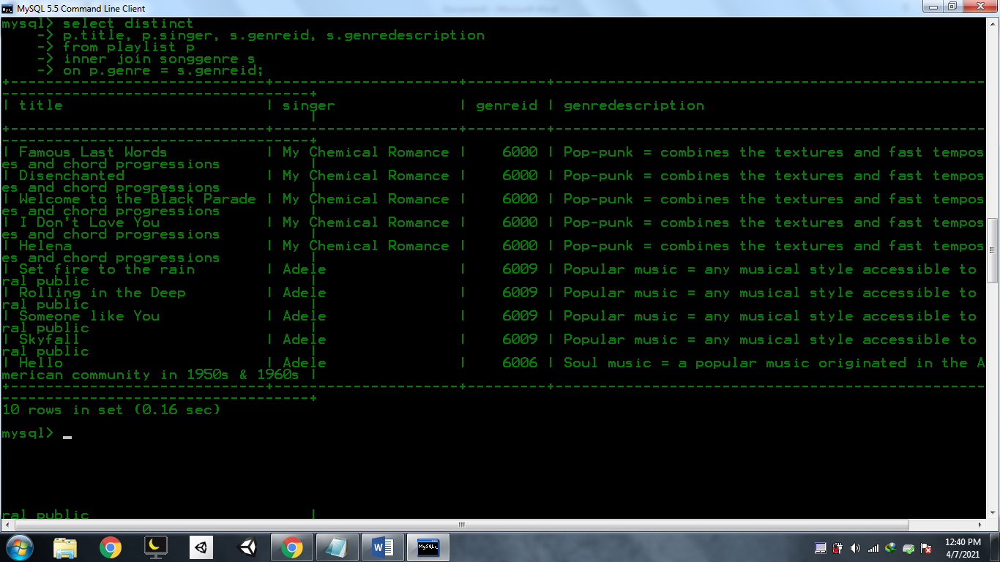 MySQL 5.5 Command Line Client
mysql> select distinct
-> p.title, p.singer, s.genreid, s.genredescription
-> from playlist p
-> inner join songgenre s
-> on p.genre = s.genreid;
| title | singer | genreid | genredescription
|
| Famous Last Words | My Chemical Romance | 6000 | Pop-punk = combines the textures and fast tempos
es and chord progressions |
| Disenchanted | My Chemical Romance | 6000 | Pop-punk = combines the textures and fast tempos
es and chord progressions |
| Welcome to the Black Parade | My Chemical Romance | 6000 | Pop-punk = combines the textures and fast tempos
es and chord progressions |
| I Don't Love You | My Chemical Romance | 6000 | Pop-punk = combines the textures and fast tempos
es and chord progressions |
| Helena | My Chemical Romance | 6000 | Pop-punk = combines the textures and fast tempos
es and chord progressions |
| Set fire to the rain | Adele | 6009 | Popular music = any musical style accessible to
ral public |
| Rolling in the Deep | Adele | 6009 | Popular music = any musical style accessible to
ral public |
| Someone like You | Adele | 6009 | Popular music = any musical style accessible to
ral public |
| Skyfall | Adele | 6009 | Popular music = any musical style accessible to
ral public |
| Hello | Adele | 6006 | Soul music = a popular music originated in the A
merican community in 1950s & 1960s |
10 rows in set (0.16 sec)
mysql>
ral public |
12:40 PM
4/7/2021